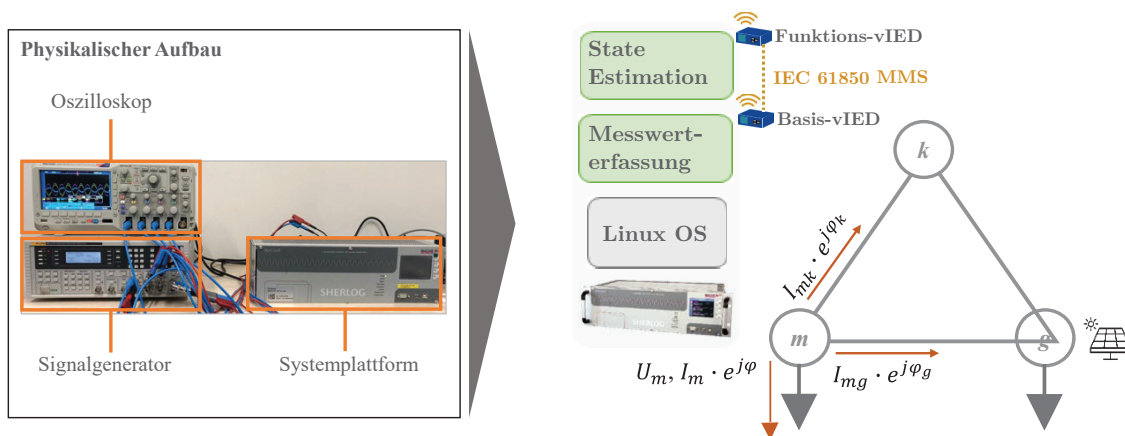 Physikalischer Aufbau
Oszilloskop
SHERLOG
Signalgenerator
Systemplattform
State
Estimation
Messwert-
erfassung
Linux OS
Funktions-vIED
IEC 61850 MMS
Basis-vIED
k
I_{mk} · e^{jφ_k}
m
g
U_m, I_m · e^{jφ}
I_{mg} · e^{jφ_g}
SHERLOG